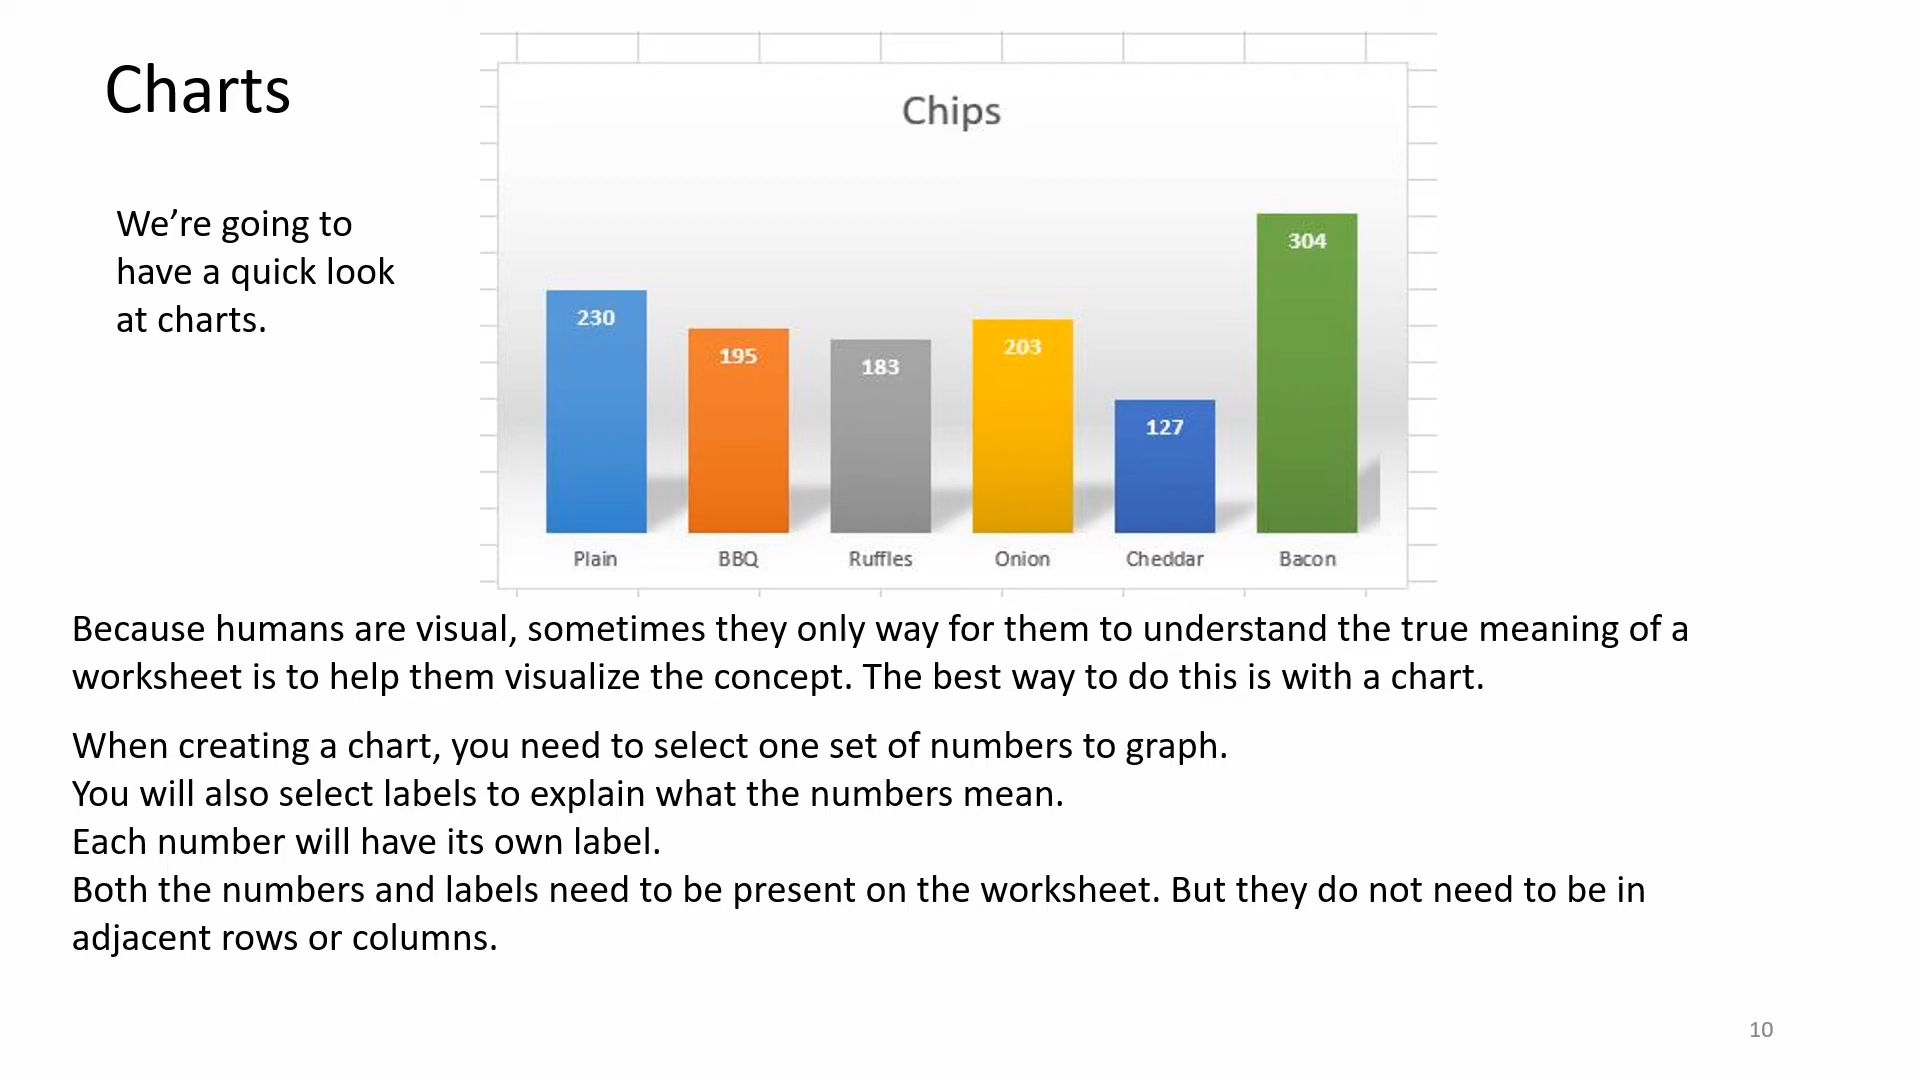 Charts
We’re going to
have a quick look
at charts.
Chips
230
195
183
203
127
304
Plain
BBQ
Ruffles
Onion
Cheddar
Bacon
Because humans are visual, sometimes they only way for them to understand the true meaning of a
worksheet is to help them visualize the concept. The best way to do this is with a chart.
When creating a chart, you need to select one set of numbers to graph.
You will also select labels to explain what the numbers mean.
Each number will have its own label.
Both the numbers and labels need to be present on the worksheet. But they do not need to be in
adjacent rows or columns.
10